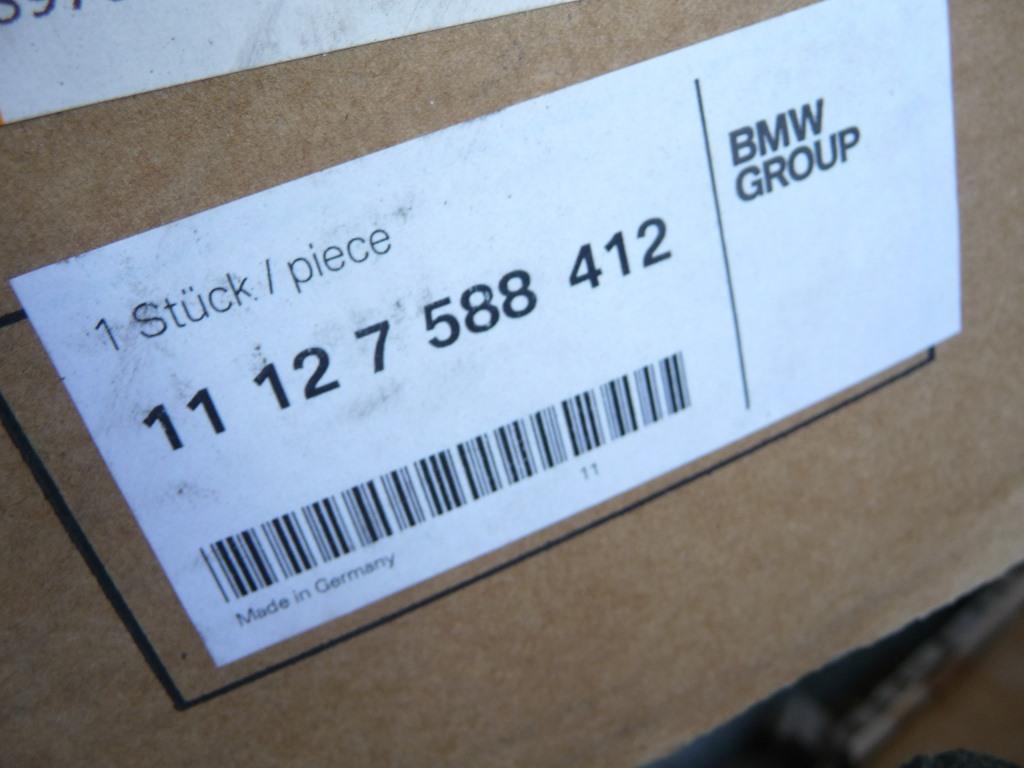 1 Stück / piece
11 12 7 588 412
11
Made in Germany
BMW
GROUP